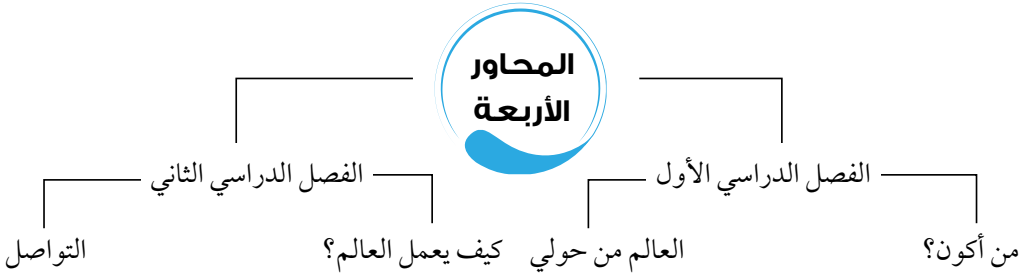 المحاور
الأربعة
الفصل الدراسي الأول
الفصل الدراسي الثاني
من أكون؟
العالم من حولي
كيف يعمل العالم؟
التواصل